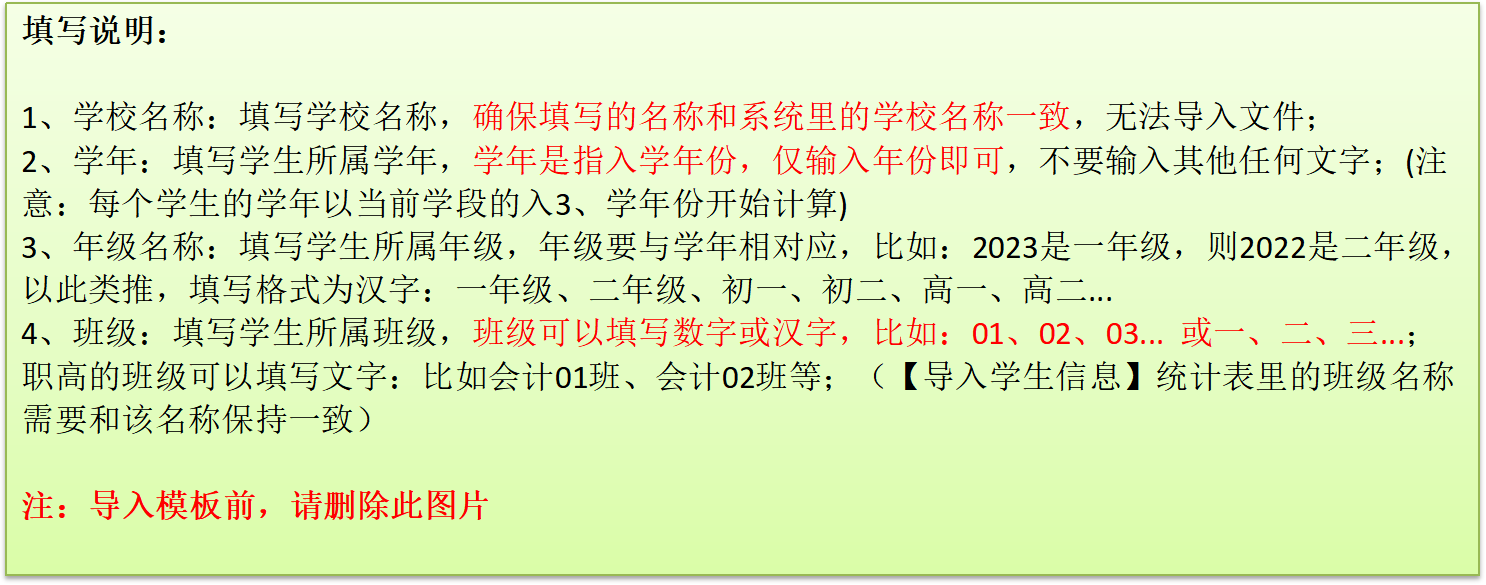 填写说明：
1、学校名称：填写学校名称，确保填写的名称和系统里的学校名称一致，无法导入文件；
2、学年：填写学生所属学年，学年是指入学年份，仅输入年份即可，不要输入其他任何文字；(注
意：每个学生的学年以当前学段的入3、学年份开始计算)
3、年级名称：填写学生所属年级，年级要与学年相对应，比如：2023是一年级，则2022是二年级，
以此类推，填写格式为汉字：一年级、二年级、初一、初二、高一、高二...
4、班级：填写学生所属班级，班级可以填写数字或汉字，比如：01、02、03... 或一、二、三...；
职高的班级可以填写文字：比如会计01班、会计02班等；（【导入学生信息】统计表里的班级名称
需要和该名称保持一致）
注：导入模板前，请删除此图片